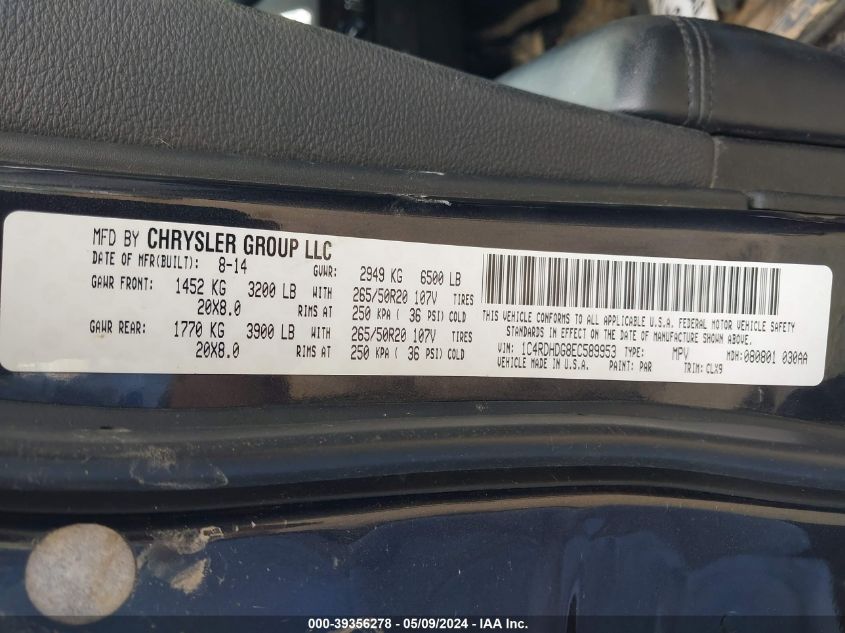 MFD BY CHRYSLER GROUP LLC
DATE OF MFR(BUILT): 8-14 GVWR: 2949 KG 6500 LB
GAWR FRONT: 1452 KG 3200 LB WITH 265/50R20 107V TIRES
20X8.0 RIMS AT 250 KPA ( 36 PSI) COLD
GAWR REAR: 1770 KG 3900 LB WITH 265/50R20 107V TIRES
20X8.0 RIMS AT 250 KPA ( 36 PSI) COLD
THIS VEHICLE CONFORMS TO ALL APPLICABLE U.S.A. FEDERAL MOTOR VEHICLE SAFETY
STANDARDS IN EFFECT ON THE DATE OF MANUFACTURE SHOWN ABOVE.
VIN: 1C4RDHDG8EC589953 TYPE: MPV MDH: 080801 030AA
VEHICLE MADE IN U.S.A. PAINT: PAR TRIM: CLX9
000-39356278 - 05/09/2024 - IAA Inc.